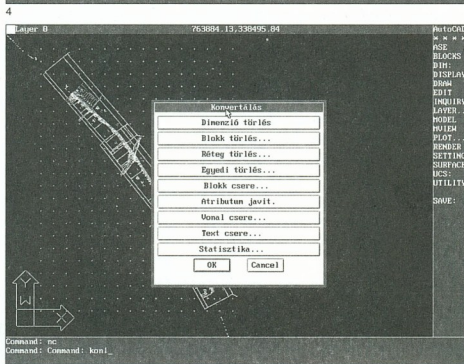 4
Layer 0 763884.13,338495.84 AutoCAD
* * * *
ASE
BLOCKS
DIM:
DISPLAY
DRAW
EDIT
INQUIRY
LAYER...
MODEL
MVIEW
PLOT...
RENDER
SETTING
SURFACE
UCS:
UTILITY
SAVE:
Konvertálás
Dimenzió törlés
Blokk törlés...
Réteg törlés...
Egyedi törlés...
Blokk csere...
Atributum javit.
Vonal csere...
Text csere...
Statisztika...
OK Cancel
Y
W
X
Command: nc
Command: Command: konl_